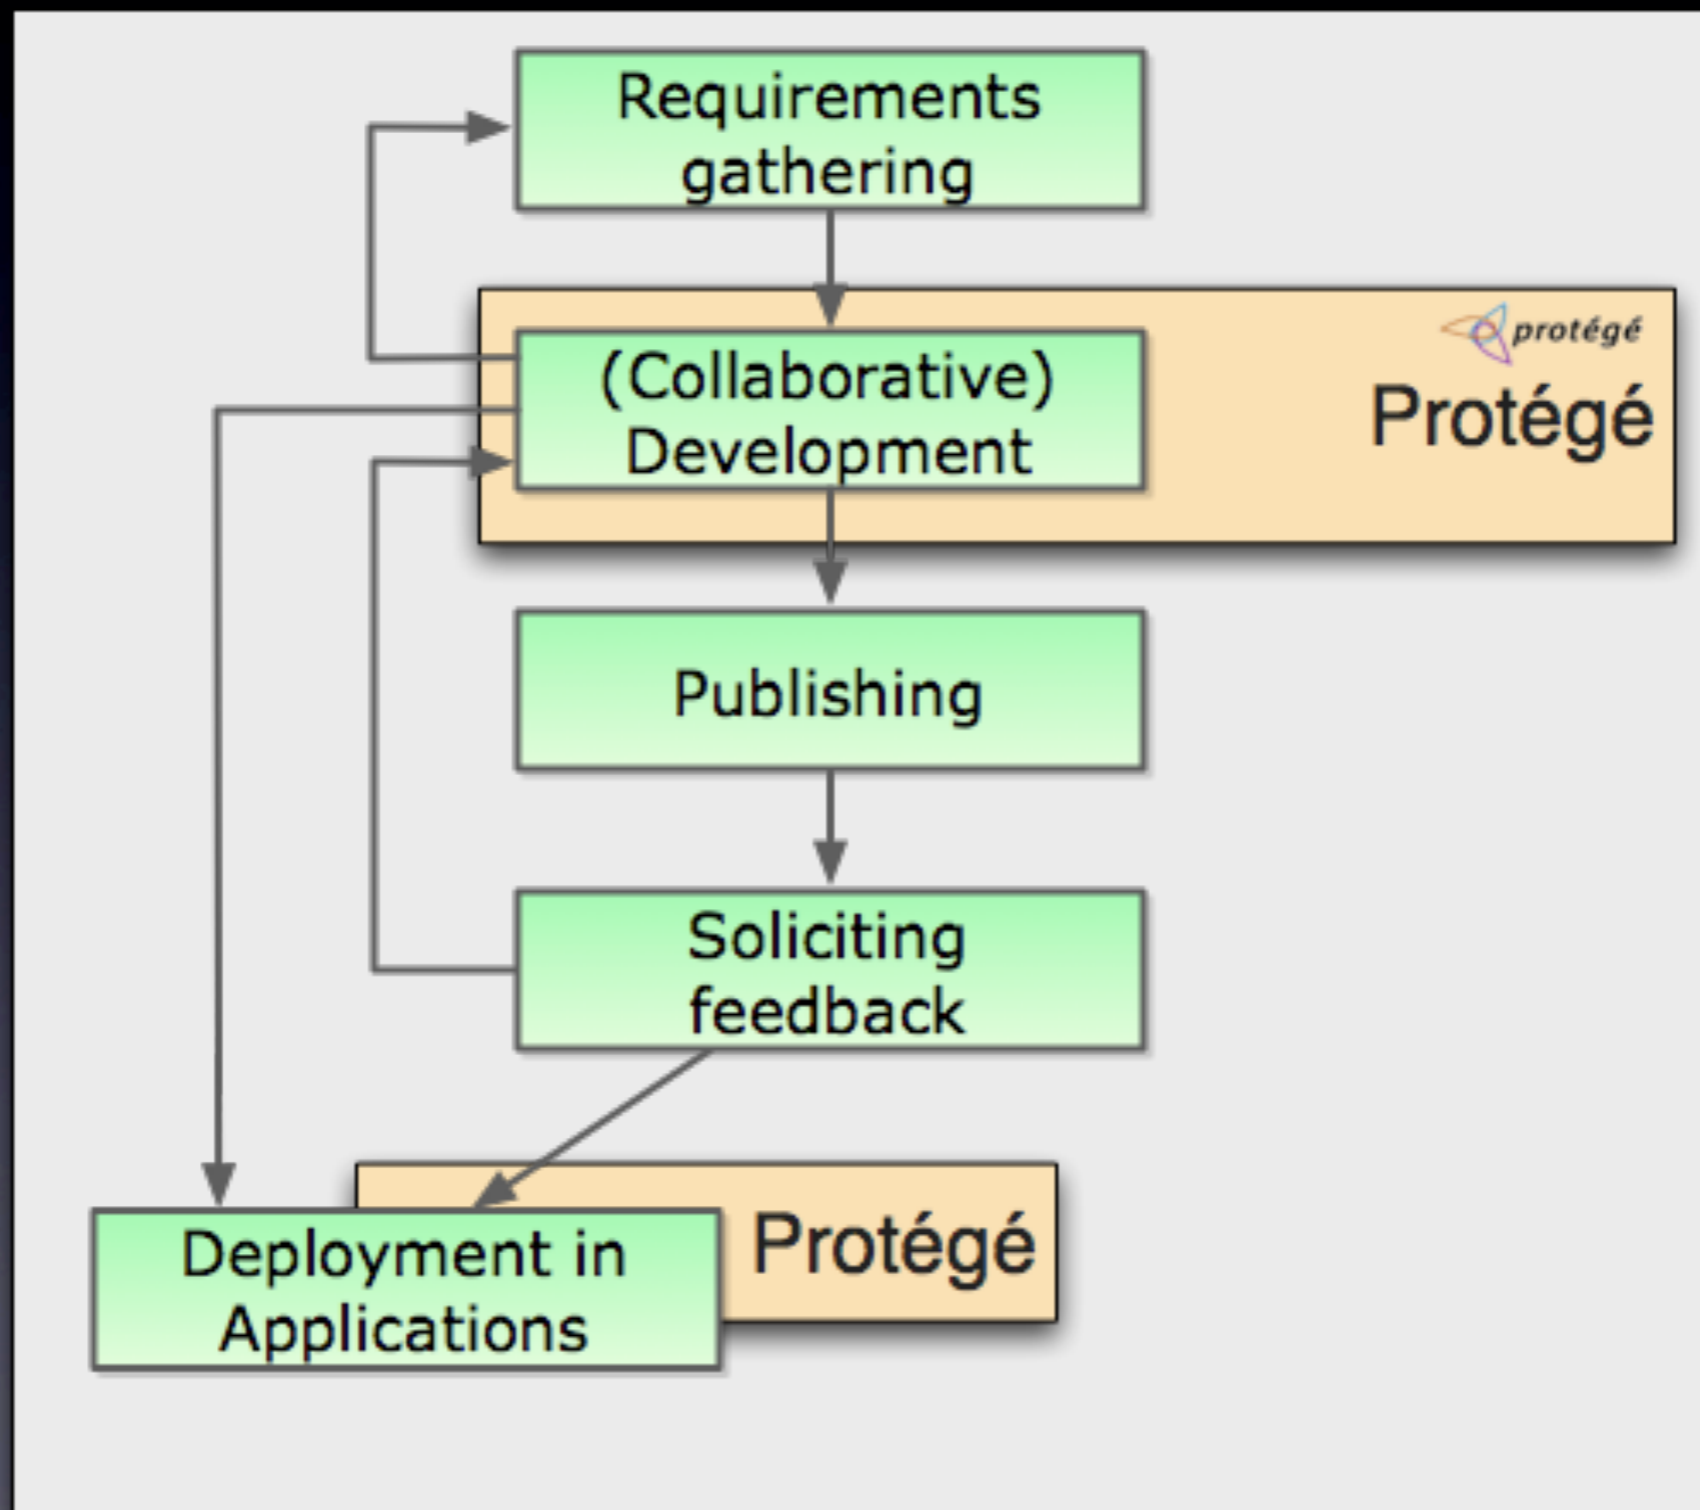 Requirements
gathering
protégé
Protégé
(Collaborative)
Development
Publishing
Soliciting
feedback
Protégé
Deployment in
Applications